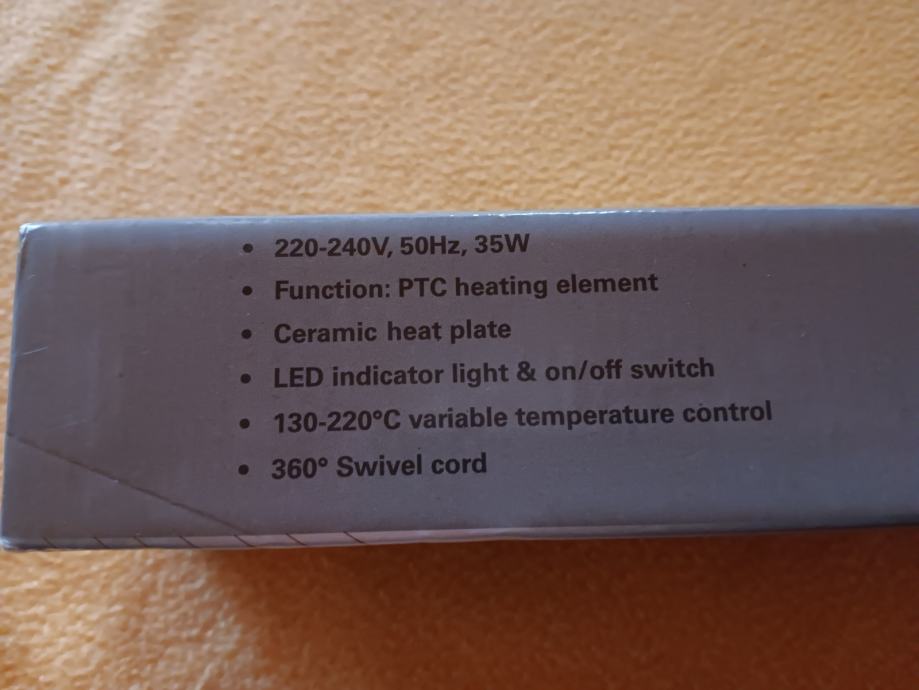 • 220-240V, 50Hz, 35W
• Function: PTC heating element
• Ceramic heat plate
• LED indicator light & on/off switch
• 130-220°C variable temperature control
• 360° Swivel cord